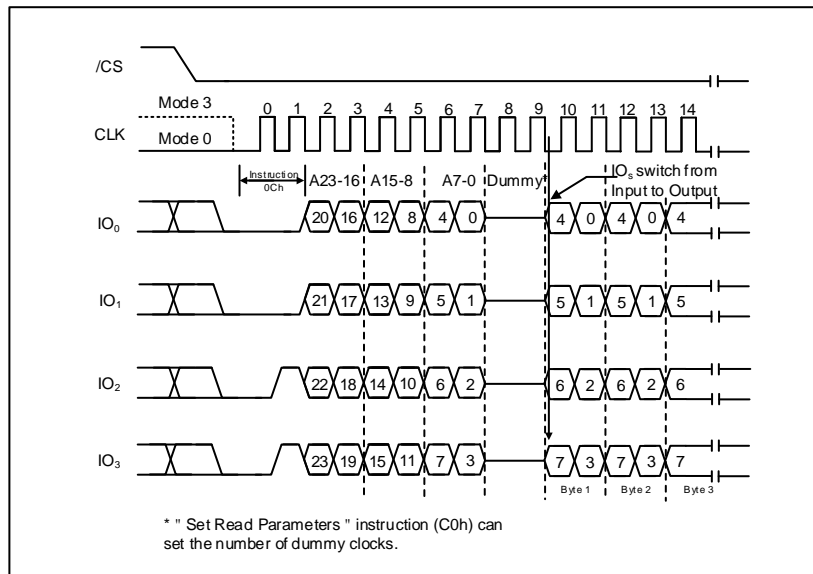 /CS
Mode 3
0 1 2 3 4 5 6 7 8 9 10 11 12 13 14
CLK
Mode 0
Instruction
0Ch
A23-16 A15-8 A7-0 Dummy*
IOs switch from
Input to Output
IO0
20 16 12 8 4 0 4 0 4 0 4
IO1
21 17 13 9 5 1 5 1 5 1 5
IO2
22 18 14 10 6 2 6 2 6 2 6
IO3
23 19 15 11 7 3 7 3 7 3 7
Byte 1 Byte 2 Byte 3
* " Set Read Parameters " instruction (C0h) can
set the number of dummy clocks.